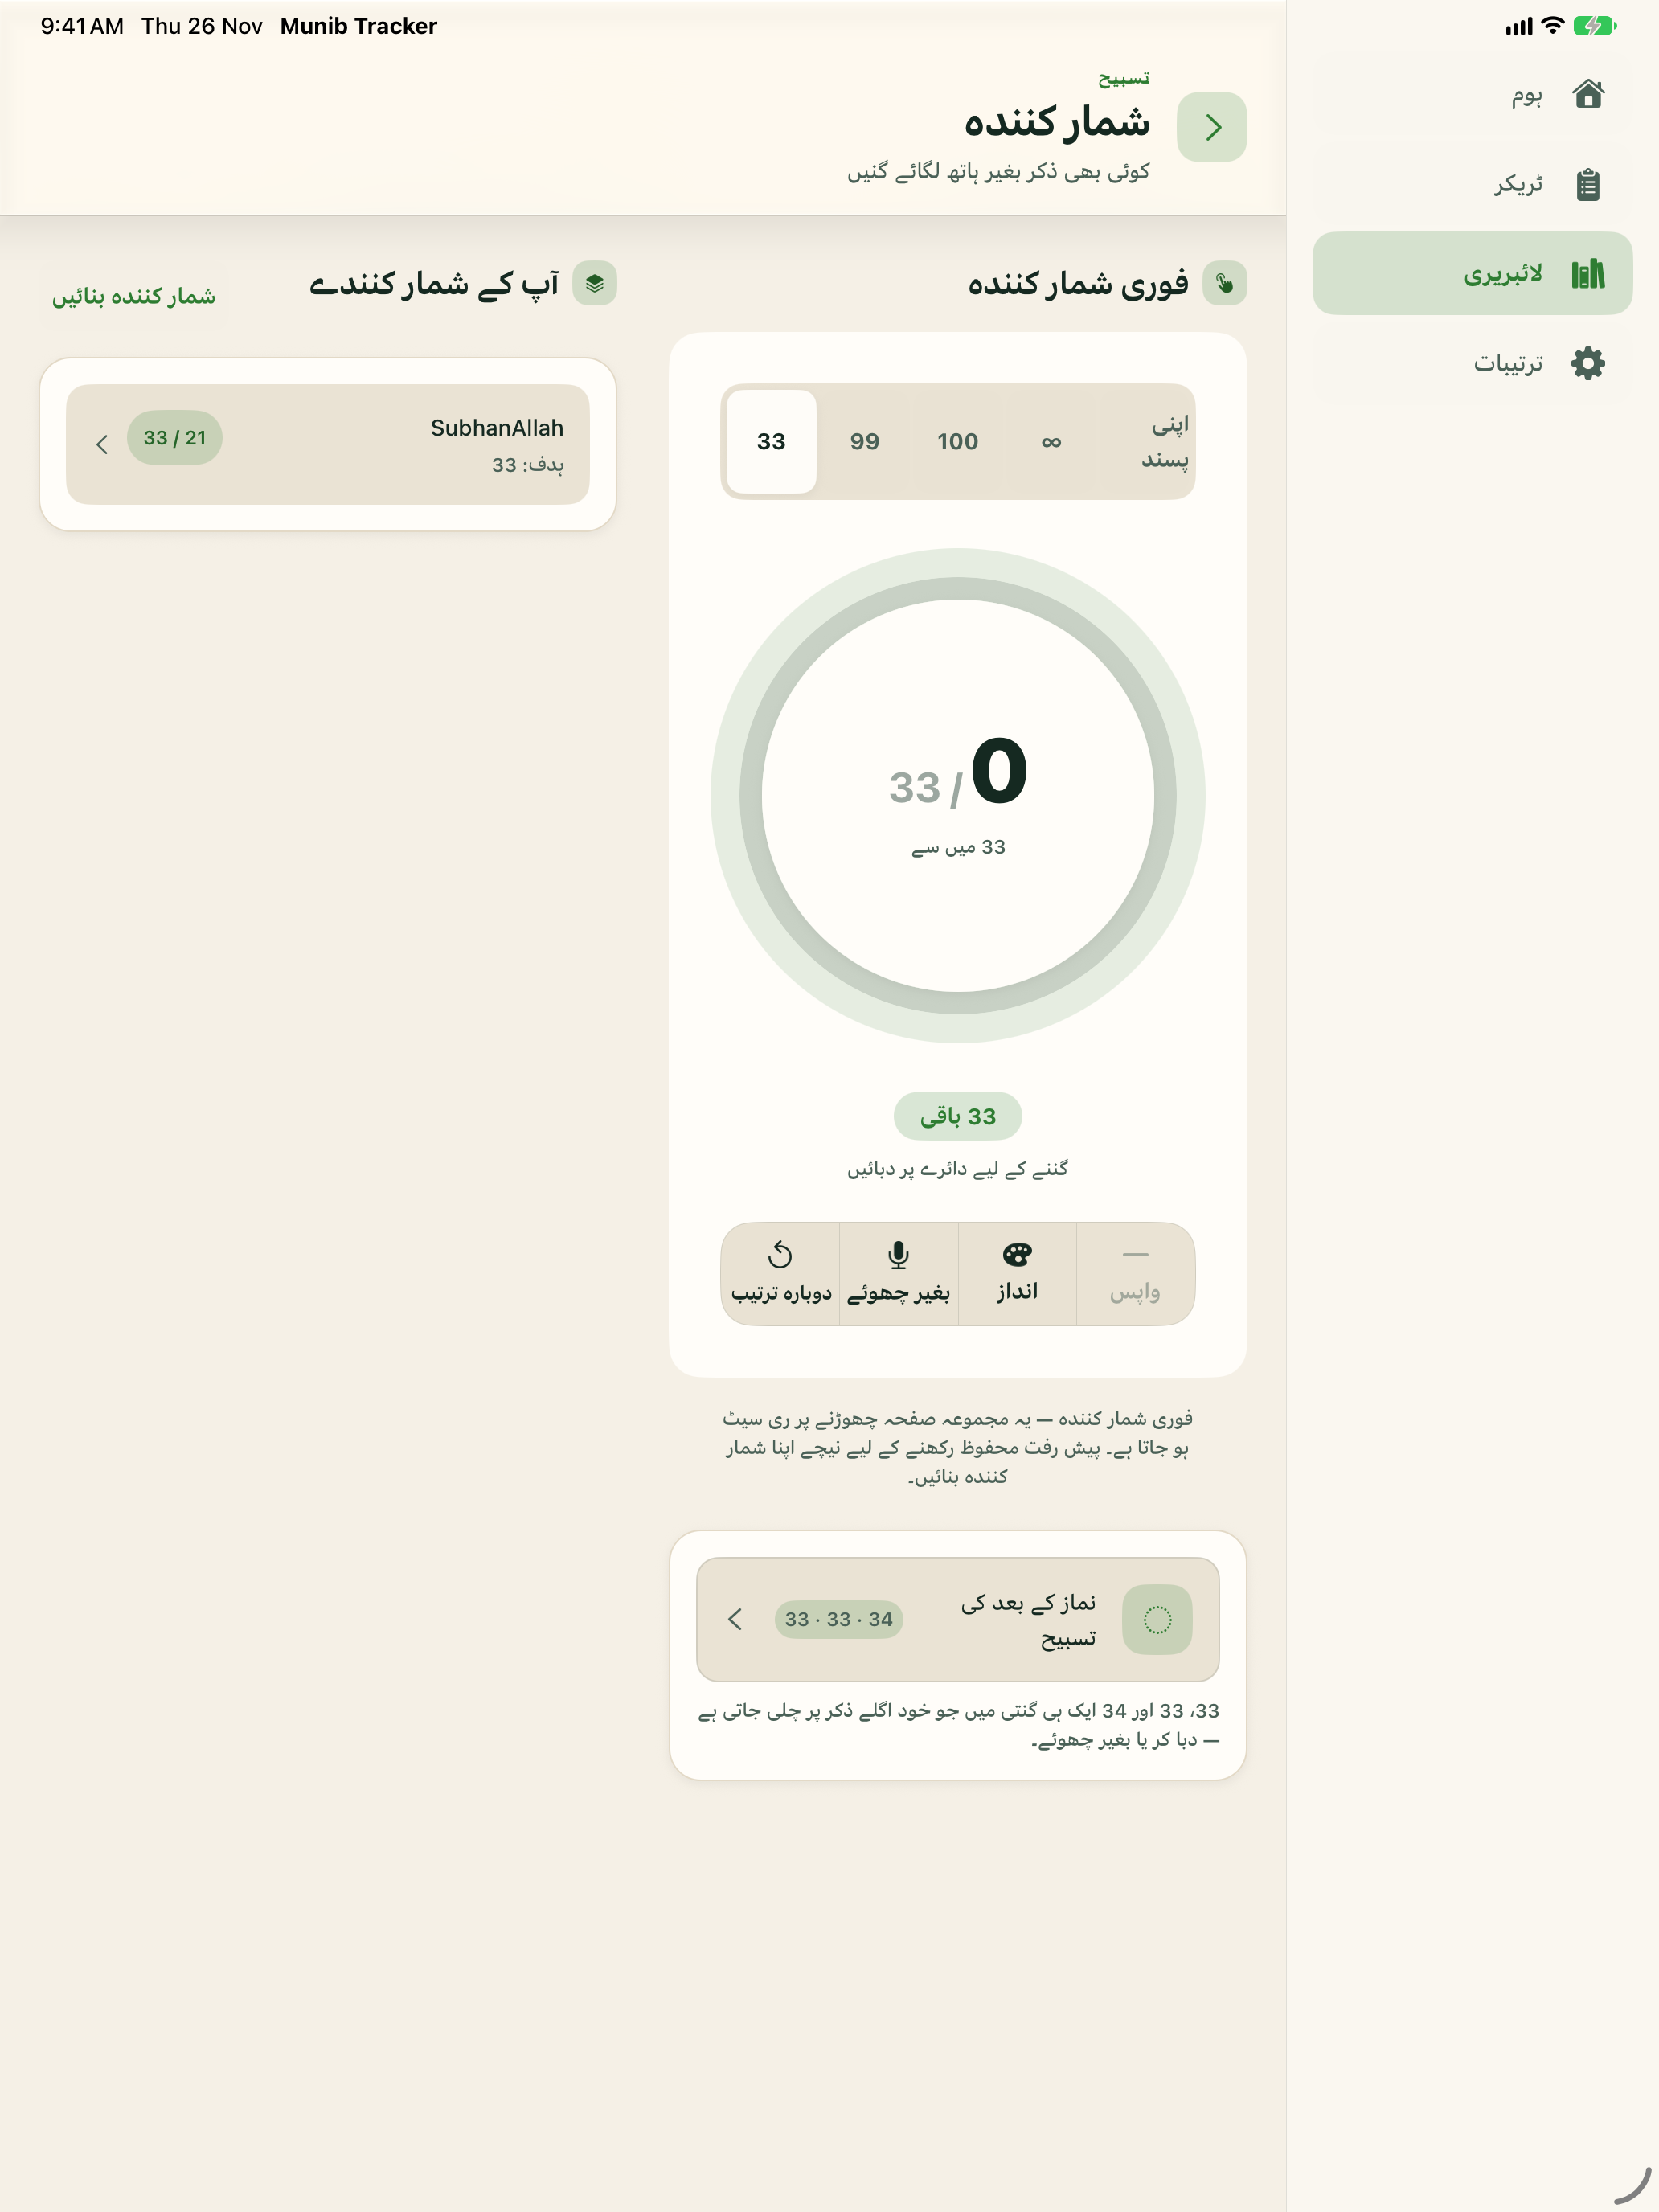 9:41 AM Thu 26 Nov Munib Tracker
ہوم
ٹریکر
لائبریری
ترتیبات
تسبیح
شمار کنندہ
کوئی بھی ذکر بغیر ہاتھ لگائے گنیں
فوری شمار کنندہ
اپنی
پسند
∞
100
99
33
0 / 33
33 میں سے
33 باقی
گننے کے لیے دائرے پر دبائیں
واپس
انداز
بغیر چھوئے
دوبارہ ترتیب
فوری شمار کنندہ — یہ مجموعہ صفحہ چھوڑنے پر ری سیٹ
ہو جاتا ہے۔ پیش رفت محفوظ رکھنے کے لیے نیچے اپنا شمار
کنندہ بنائیں۔
نماز کے بعد کی
تسبیح
33 · 33 · 34
33، 33 اور 34 ایک ہی گنتی میں جو خود اگلے ذکر پر چلی جاتی ہے
— دبا کر یا بغیر چھوئے۔
آپ کے شمار کنندے
شمار کنندہ بنائیں
SubhanAllah
ہدف: 33
33 / 21